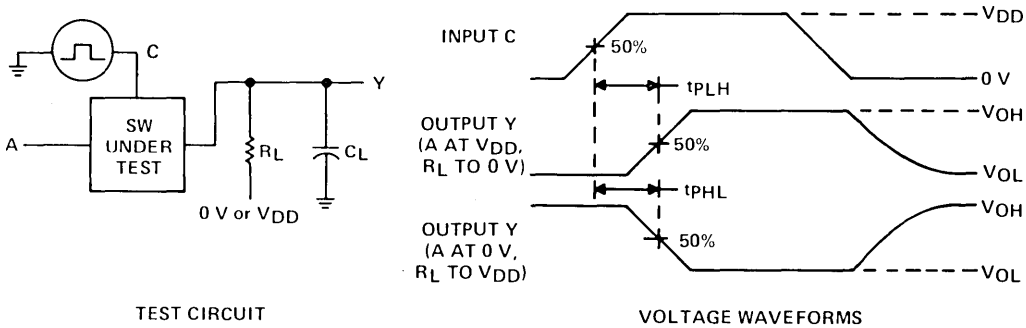 C
A
SW
UNDER
TEST
Y
RL
CL
0 V or VDD
TEST CIRCUIT
INPUT C
50%
VDD
0 V
tPLH
OUTPUT Y
(A AT VDD,
RL TO 0 V)
50%
VOH
VOL
tPHL
OUTPUT Y
(A AT 0 V,
RL TO VDD)
50%
VOH
VOL
VOLTAGE WAVEFORMS